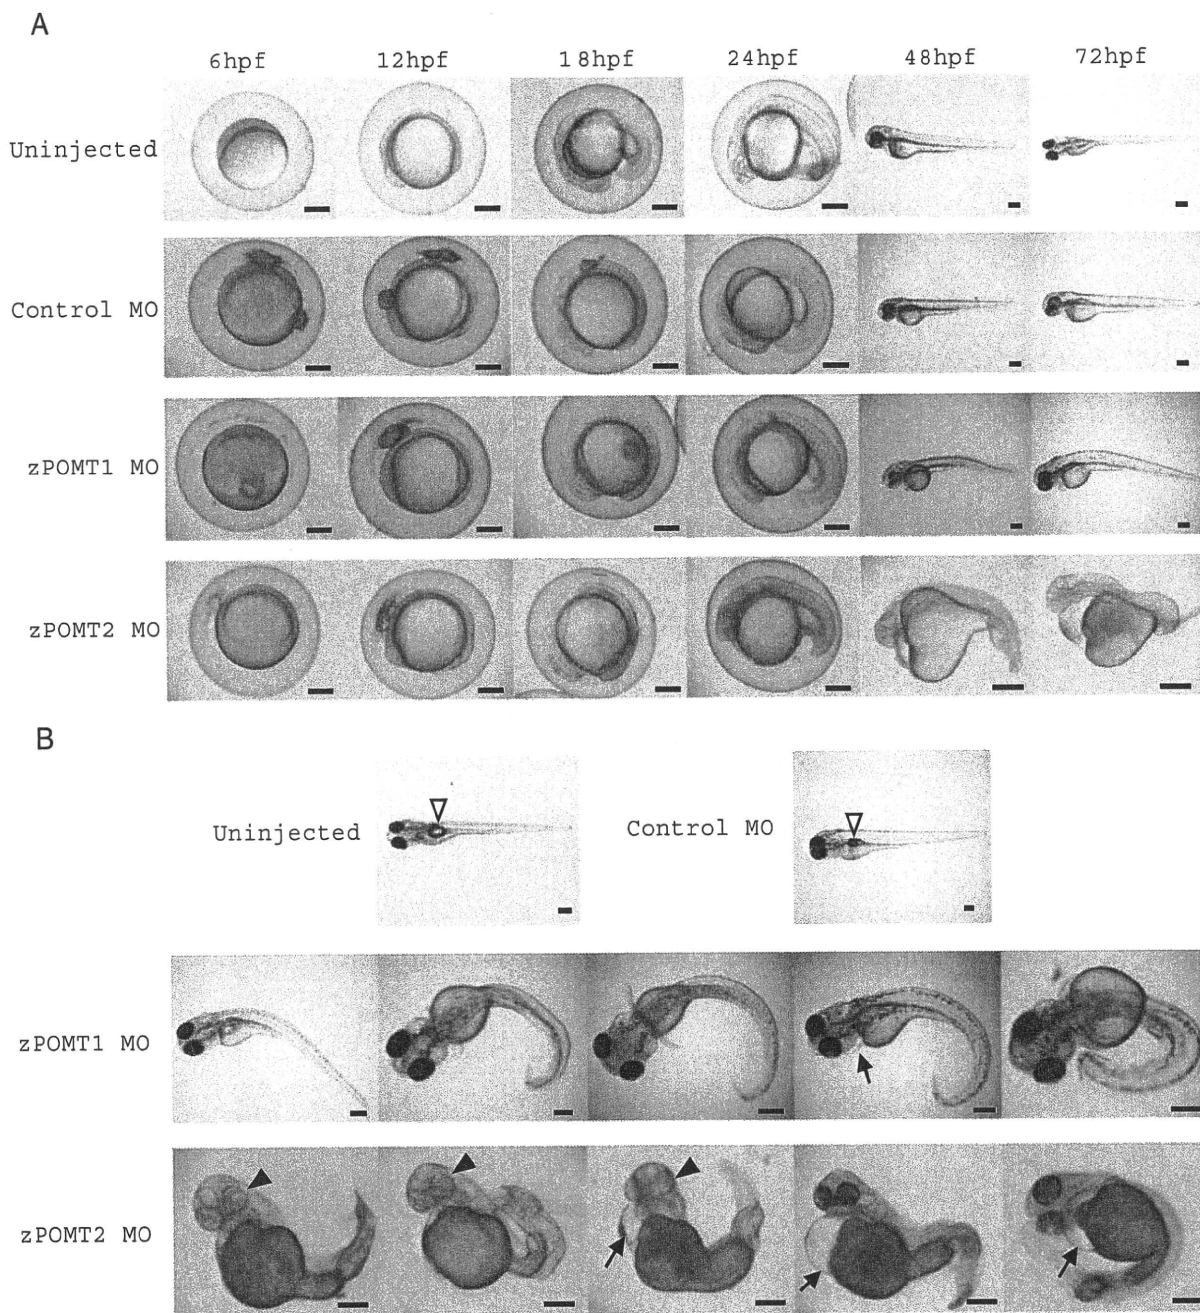 A
6hpf 12hpf 18hpf 24hpf 48hpf 72hpf
Uninjected
Control MO
zPOMT1 MO
zPOMT2 MO
B
Uninjected Control MO
zPOMT1 MO
zPOMT2 MO